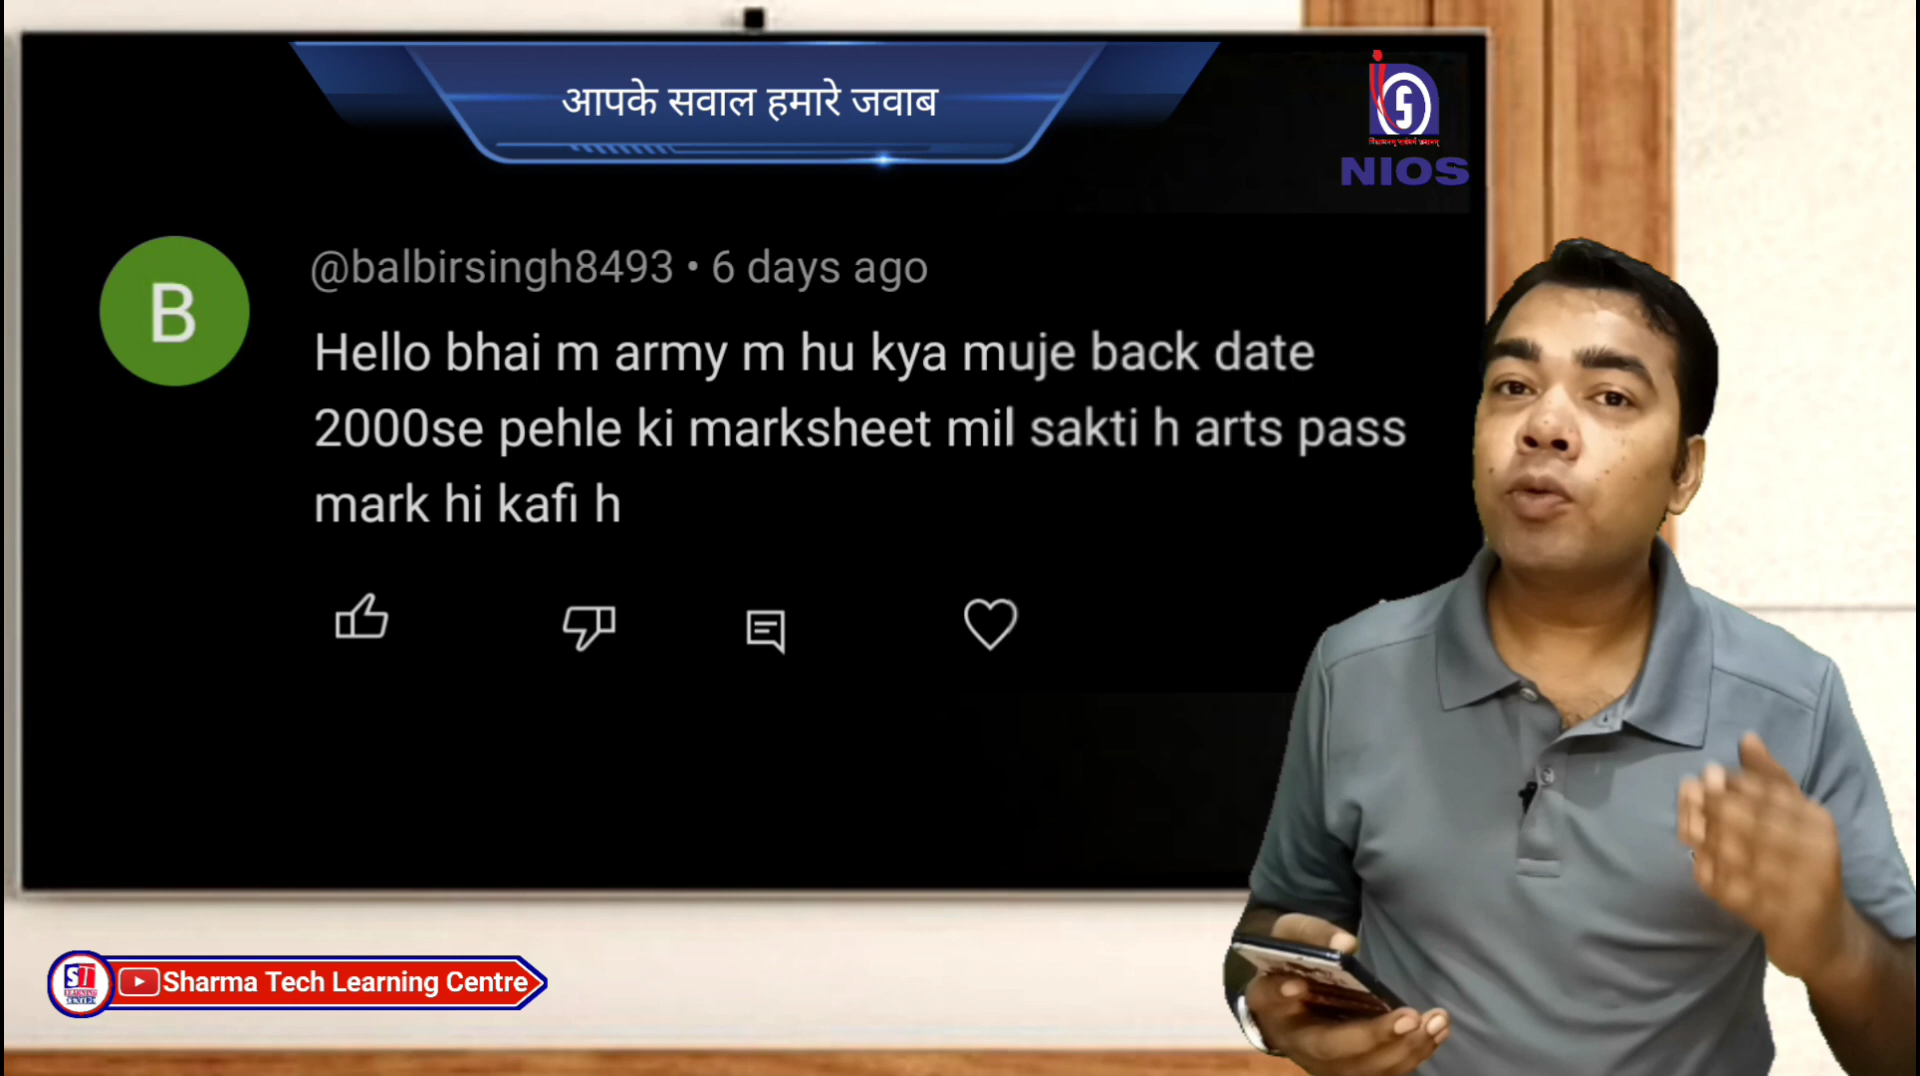 आपके सवाल हमारे जवाब
NIOS
@balbirsingh8493 • 6 days ago
B
Hello bhai m army m hu kya muje back date
2000se pehle ki marksheet mil sakti h arts pass
mark hi kafi h
Sharma Tech Learning Centre